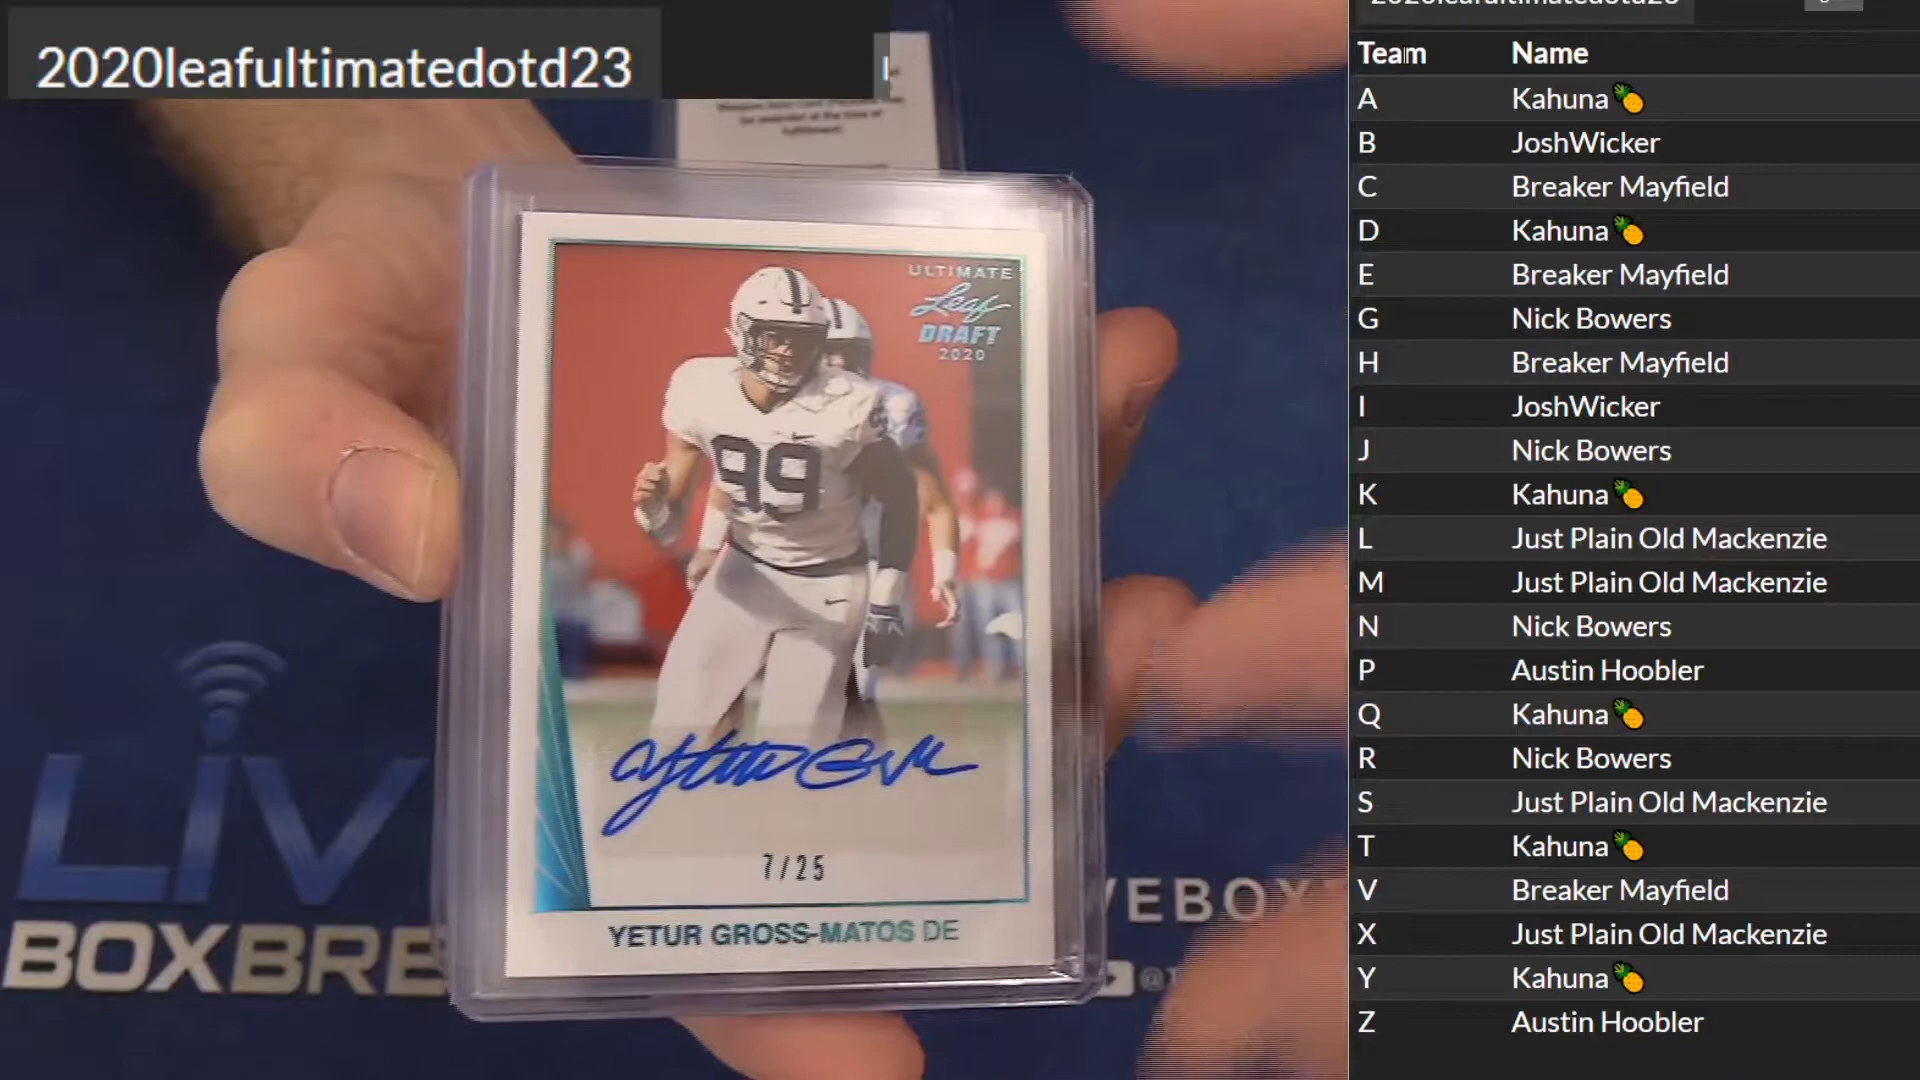 2020leafultimatedotd23
ULTIMATE
Leaf
DRAFT
2020
99
7/25
YETUR GROSS-MATOS DE
LIV
BOXBRE
VEBOX
Team Name
A Kahuna🍍
B JoshWicker
C Breaker Mayfield
D Kahuna🍍
E Breaker Mayfield
G Nick Bowers
H Breaker Mayfield
I JoshWicker
J Nick Bowers
K Kahuna🍍
L Just Plain Old Mackenzie
M Just Plain Old Mackenzie
N Nick Bowers
P Austin Hoobler
Q Kahuna🍍
R Nick Bowers
S Just Plain Old Mackenzie
T Kahuna🍍
V Breaker Mayfield
X Just Plain Old Mackenzie
Y Kahuna🍍
Z Austin Hoobler